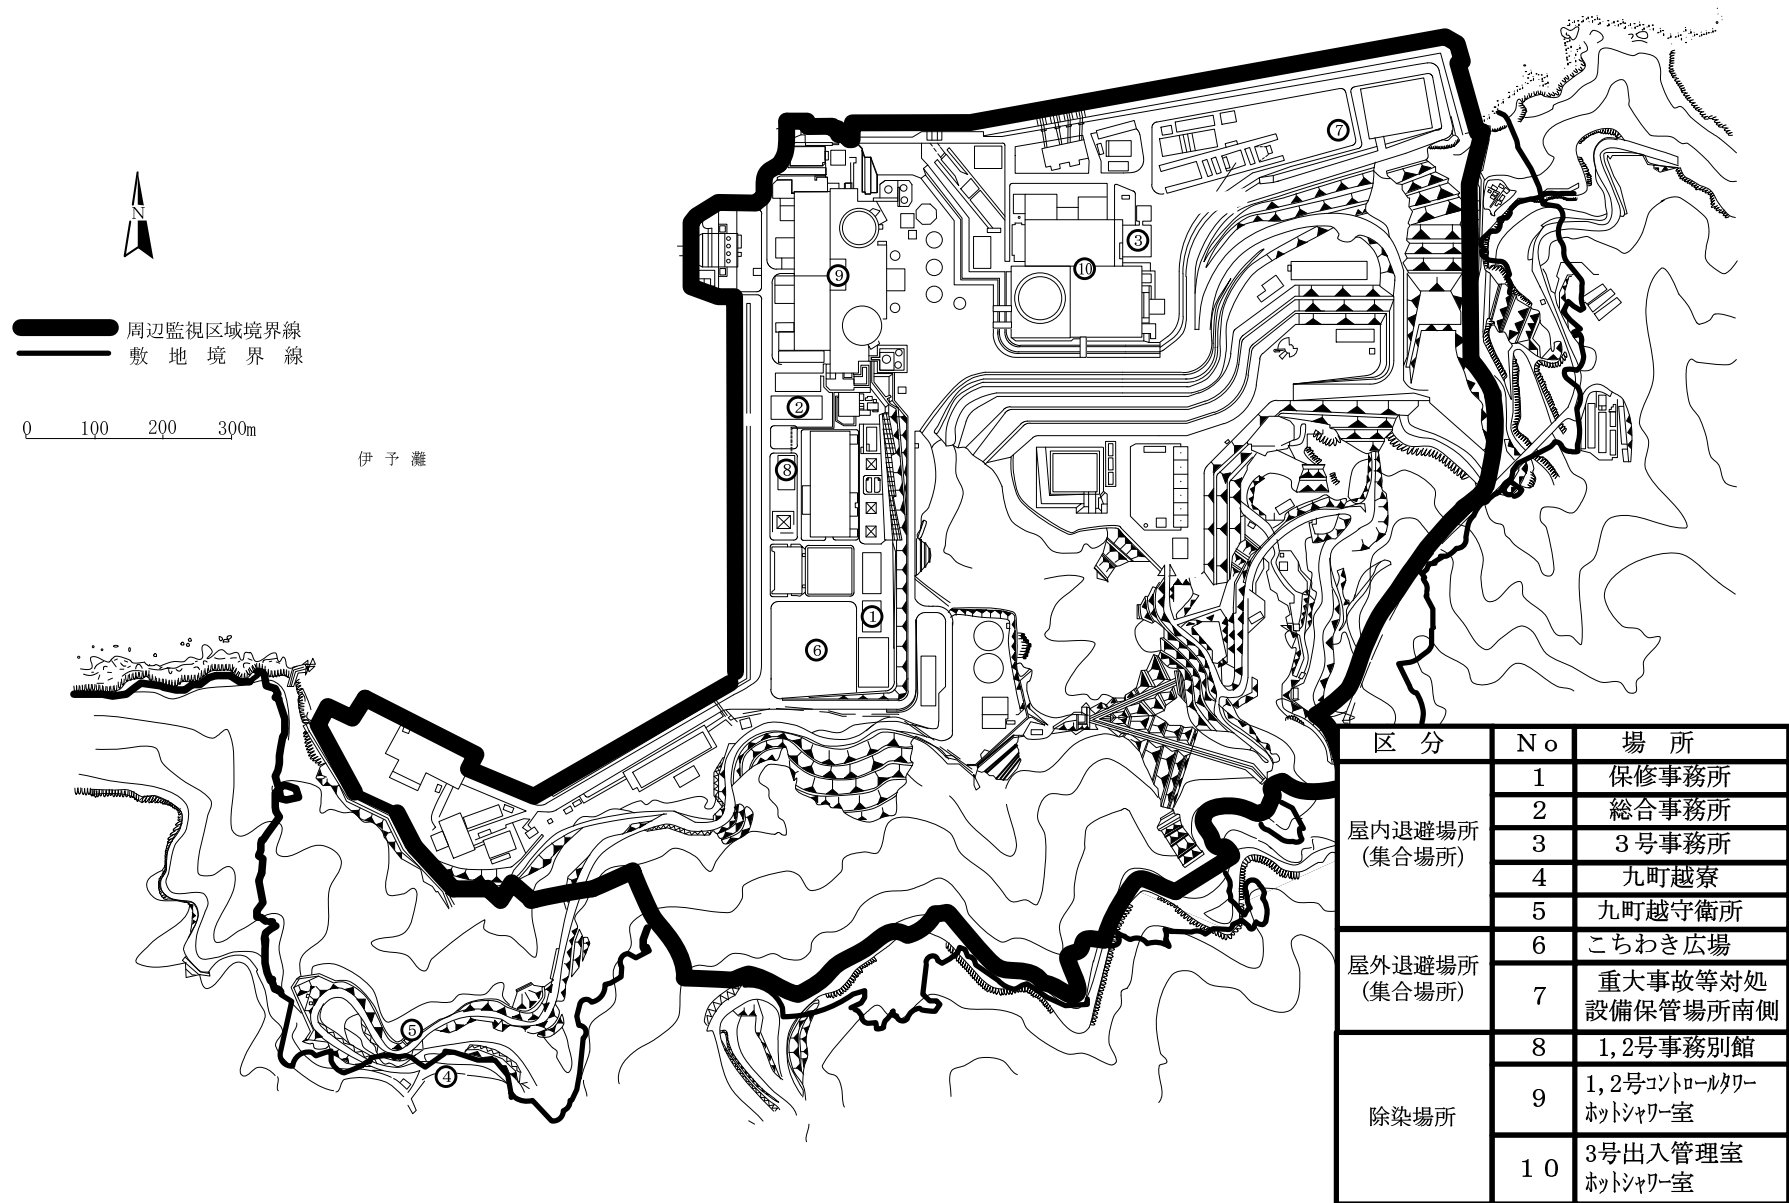 N
周辺監視区域境界線
敷地境界線
0 100 200 300m
伊予灘
⑦
③
⑨
⑩
②
⑧
①
⑥
⑤
④
区 分 No 場 所
屋内退避場所
(集合場所)
1 保修事務所
2 総合事務所
3 3号事務所
4 九町越寮
5 九町越守衛所
屋外退避場所
(集合場所)
6 こちわき広場
7 重大事故等対処
設備保管場所南側
除染場所
8 1,2号事務別館
9 1,2号コントロールタワー
ホットシャワー室
10 3号出入管理室
ホットシャワー室